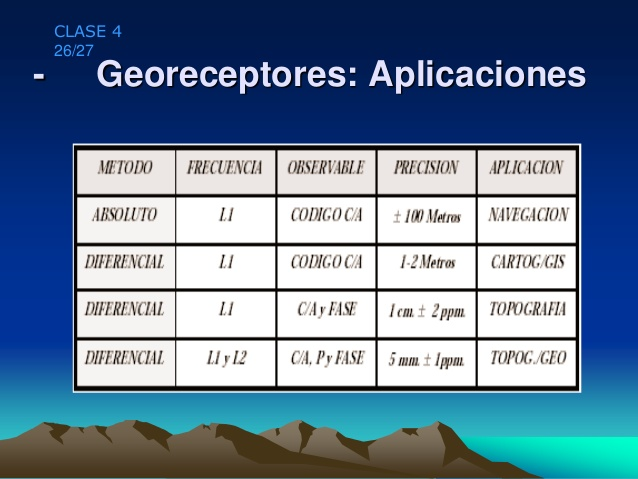 CLASE 4
26/27
- Georeceptores: Aplicaciones
METODO FRECUENCIA OBSERVABLE PRECISION APLICACION
ABSOLUTO L1 CODIGO C/A ± 100 Metros NAVEGACION
DIFERENCIAL L1 CODIGO C/A 1-2 Metros CARTOG/GIS
DIFERENCIAL L1 C/A y FASE 1 cm. ± 2 ppm. TOPOGRAFIA
DIFERENCIAL L1 y L2 C/A, P y FASE 5 mm. ± 1ppm. TOPOG./GEO